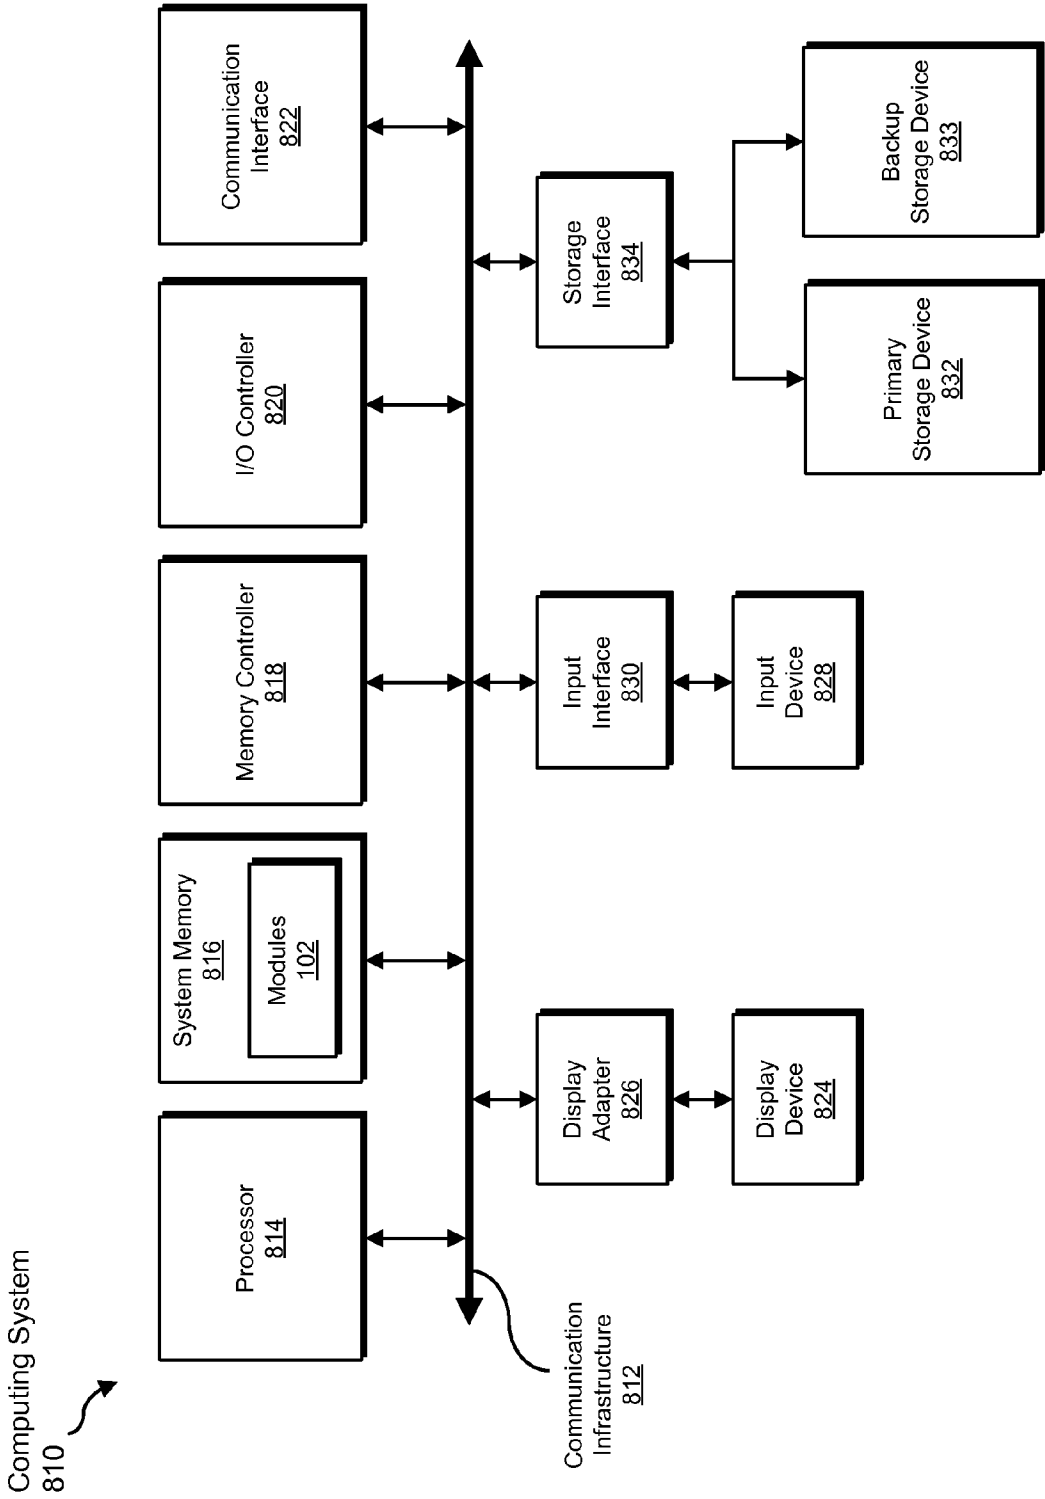 Computing System
810
Processor
814
System Memory
816
Modules
102
Memory Controller
818
I/O Controller
820
Communication
Interface
822
Communication
Infrastructure
812
Display
Adapter
826
Input
Interface
830
Storage
Interface
834
Display
Device
824
Input
Device
828
Primary
Storage Device
832
Backup
Storage Device
833